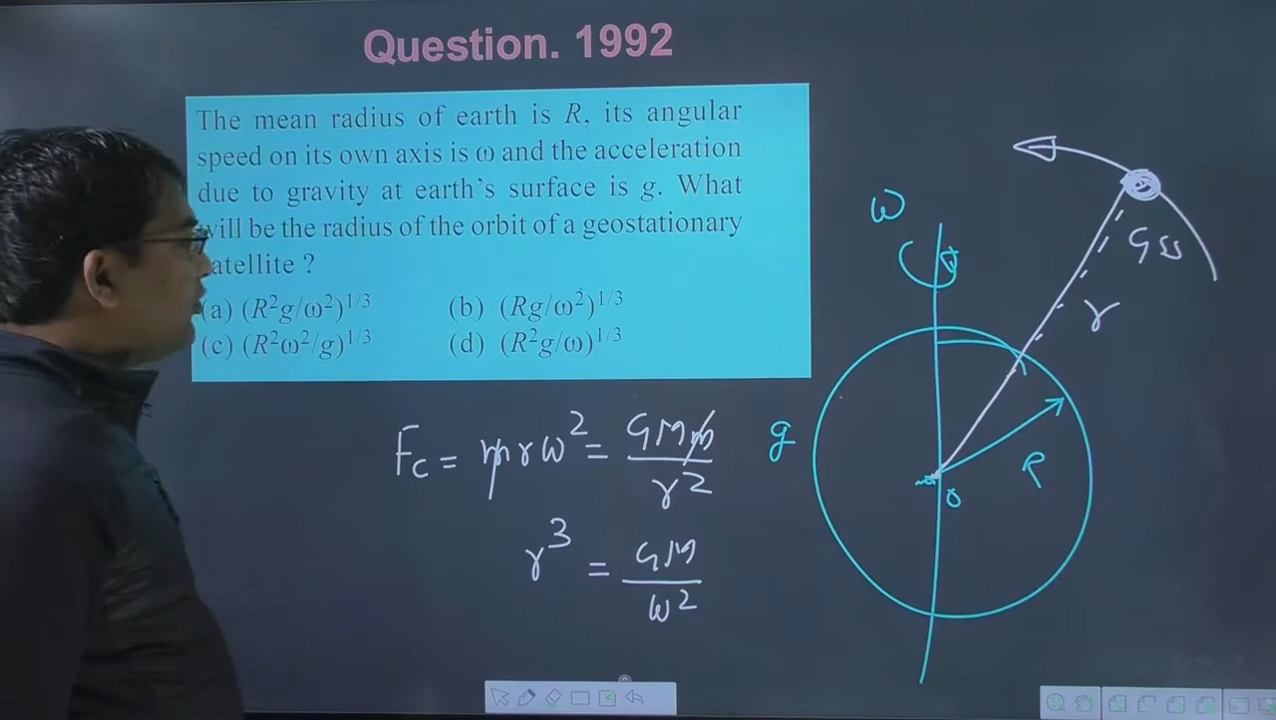 Question. 1992
The mean radius of earth is R, its angular
speed on its own axis is ω and the acceleration
due to gravity at earth's surface is g. What
will be the radius of the orbit of a geostationary
atellite ?
(a) (R²g/ω²)^1/3 (b) (Rg/ω²)^1/3
(c) (R²ω²/g)^1/3 (d) (R²g/ω)^1/3
Fc = mrω² = GMm/r²
r³ = GM/ω²
ω
GSS
r
g
R
O